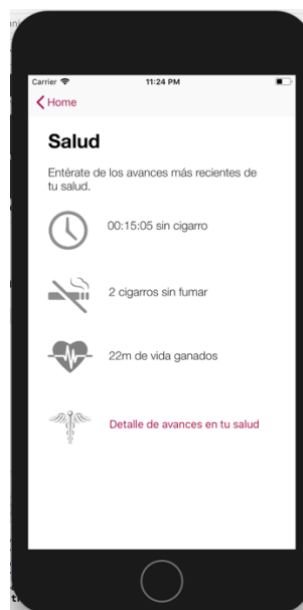 Carrier 11:24 PM
Home
Salud
Entérate de los avances más recientes de
tu salud.
00:15:05 sin cigarro
2 cigarros sin fumar
22m de vida ganados
Detalle de avances en tu salud